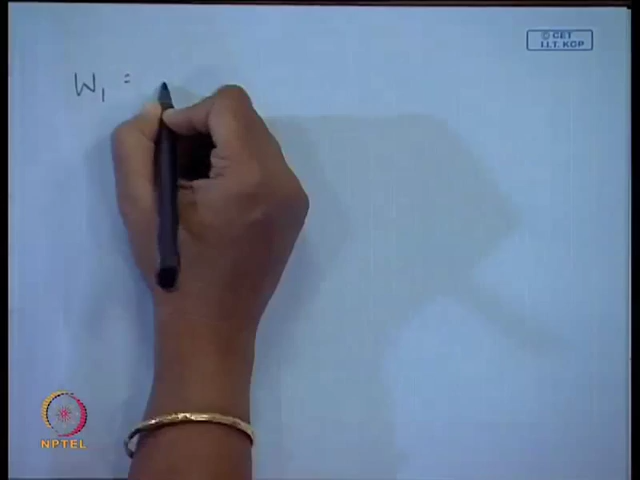 © CET
I.I.T. KGP
W₁ =
NPTEL